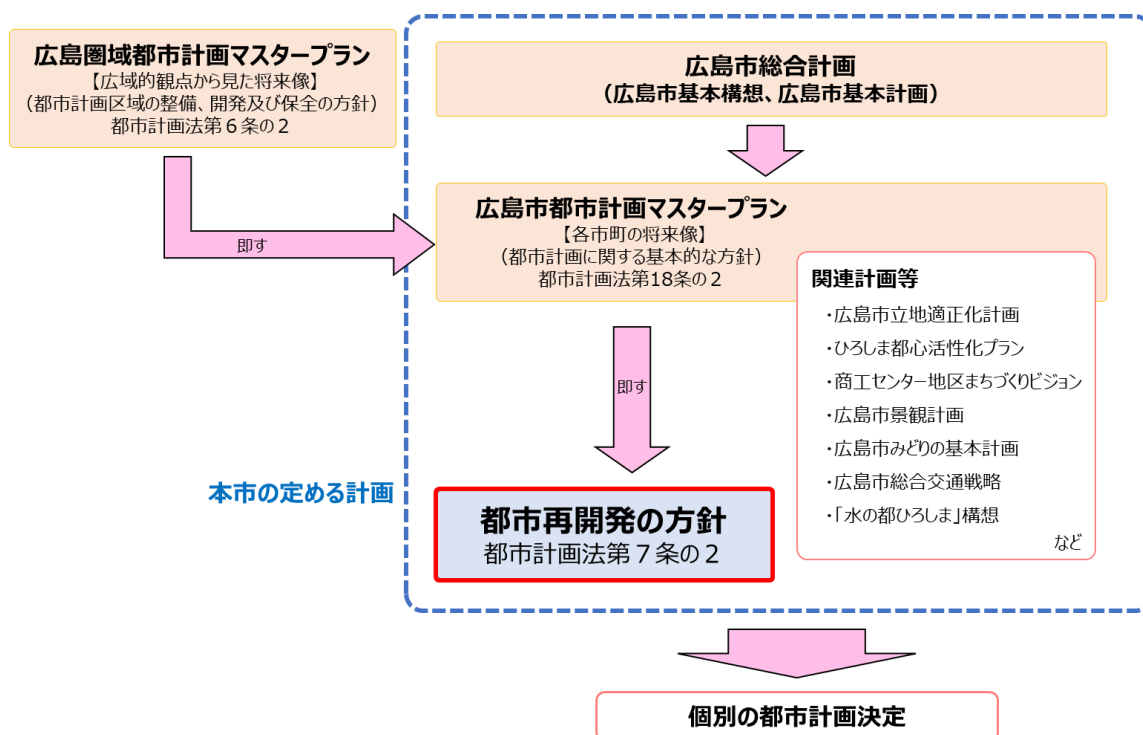 広島圏域都市計画マスタープラン
【広域的観点から見た将来像】
（都市計画区域の整備、開発及び保全の方針）
都市計画法第６条の２
広島市総合計画
（広島市基本構想、広島市基本計画）
広島市都市計画マスタープラン
【各市町の将来像】
（都市計画に関する基本的な方針）
都市計画法第18条の２
即す
関連計画等
・広島市立地適正化計画
・ひろしま都心活性化プラン
・商工センター地区まちづくりビジョン
・広島市景観計画
・広島市みどりの基本計画
・広島市総合交通戦略
・「水の都ひろしま」構想
など
即す
本市の定める計画
都市再開発の方針
都市計画法第７条の２
個別の都市計画決定